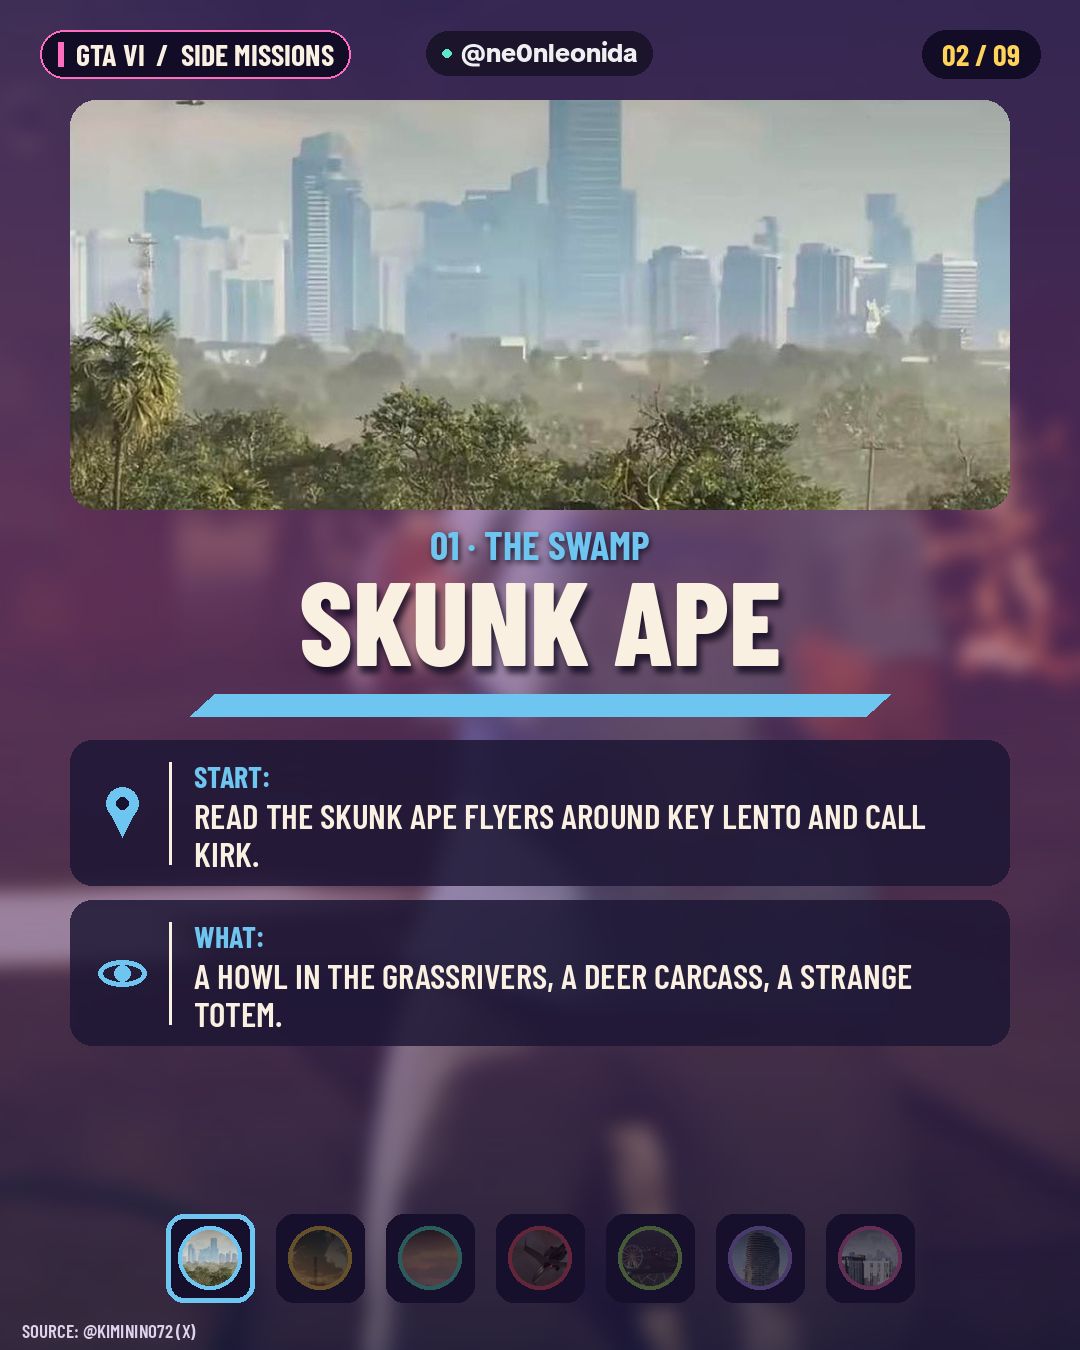 GTA VI / SIDE MISSIONS
@ne0nleonida
02 / 09
01 · THE SWAMP
SKUNK APE
START:
READ THE SKUNK APE FLYERS AROUND KEY LENTO AND CALL
KIRK.
WHAT:
A HOWL IN THE GRASSRIVERS, A DEER CARCASS, A STRANGE
TOTEM.
SOURCE: @KIMININO72 (X)